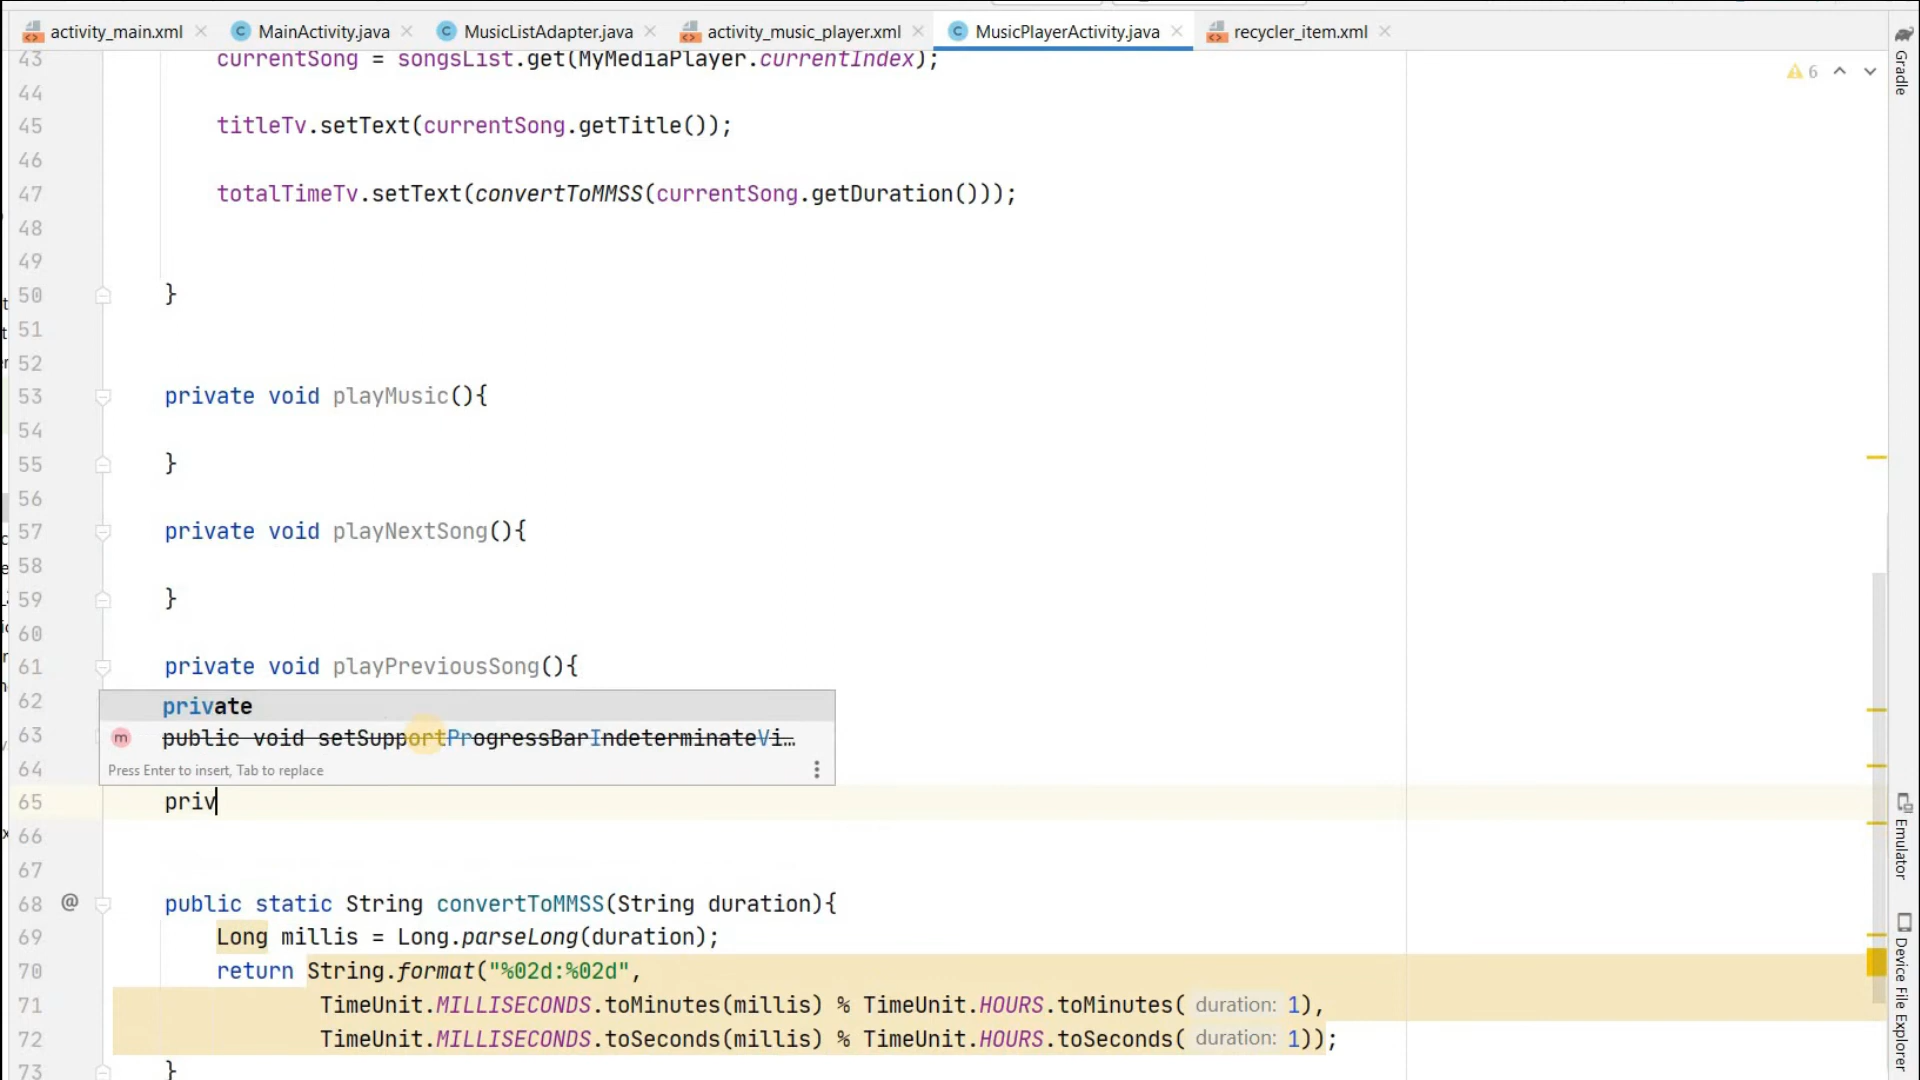 activity_main.xml MainActivity.java MusicListAdapter.java activity_music_player.xml MusicPlayerActivity.java recycler_item.xml
Gradle
6
43 currentSong = songsList.get(MyMediaPlayer.currentIndex);
44
45 titleTv.setText(currentSong.getTitle());
46
47 totalTimeTv.setText(convertToMMSS(currentSong.getDuration()));
48
49
50 }
51
52
53 private void playMusic(){
54
55 }
56
57 private void playNextSong(){
58
59 }
60
61 private void playPreviousSong(){
62
private
63
m public void setSupportProgressBarIndeterminateVi…
64
Press Enter to insert, Tab to replace
65 priv
66
67
68 @ public static String convertToMMSS(String duration){
69 Long millis = Long.parseLong(duration);
70 return String.format("%02d:%02d",
71 TimeUnit.MILLISECONDS.toMinutes(millis) % TimeUnit.HOURS.toMinutes( duration: 1),
72 TimeUnit.MILLISECONDS.toSeconds(millis) % TimeUnit.HOURS.toSeconds( duration: 1));
73 }
Emulator
Device File Explorer